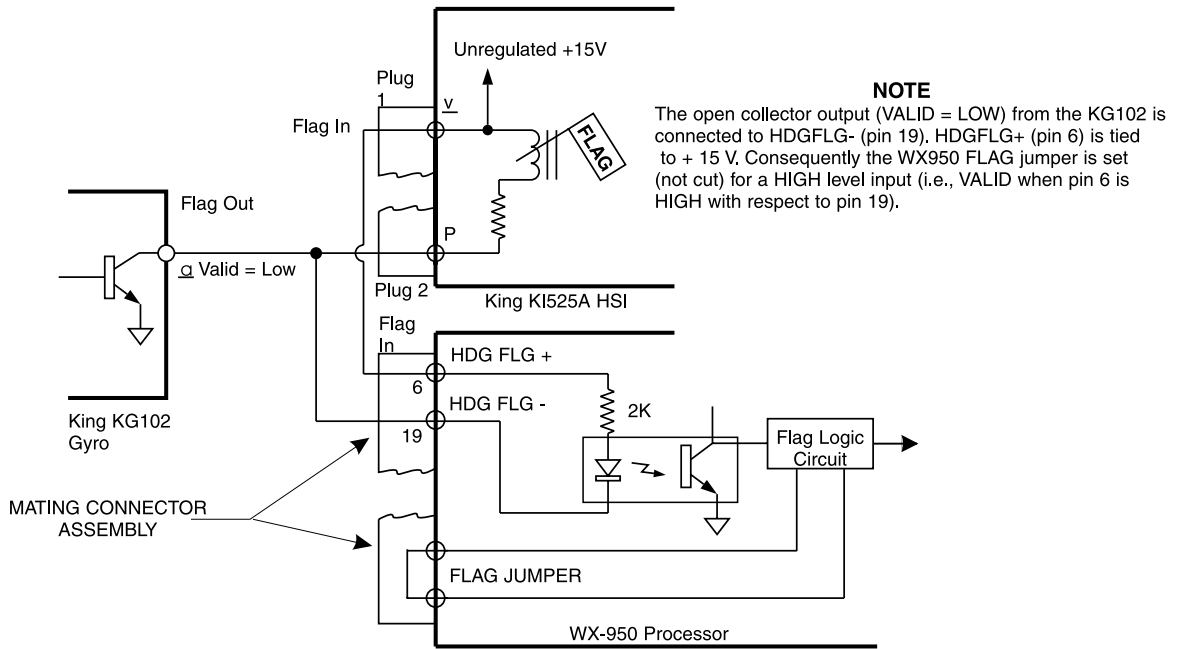 Unregulated +15V
Plug
1
v
Flag In
FLAG
NOTE
The open collector output (VALID = LOW) from the KG102 is
connected to HDGFLG- (pin 19). HDGFLG+ (pin 6) is tied
to + 15 V. Consequently the WX950 FLAG jumper is set
(not cut) for a HIGH level input (i.e., VALID when pin 6 is
HIGH with respect to pin 19).
Flag Out
P
a Valid = Low
Plug 2
King KI525A HSI
Flag
In
HDG FLG +
6
HDG FLG -
19
2K
King KG102
Gyro
Flag Logic
Circuit
MATING CONNECTOR
ASSEMBLY
FLAG JUMPER
WX-950 Processor